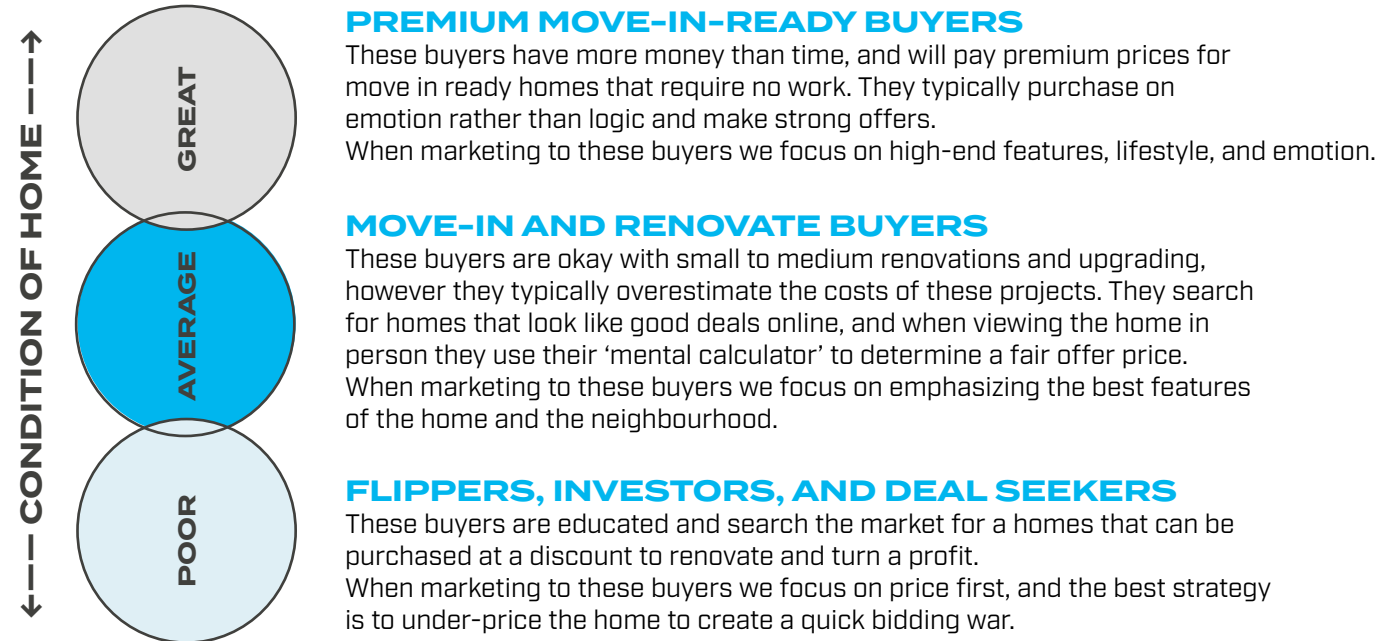 CONDITION OF HOME
GREAT
PREMIUM MOVE-IN-READY BUYERS
These buyers have more money than time, and will pay premium prices for
move in ready homes that require no work. They typically purchase on
emotion rather than logic and make strong offers.
When marketing to these buyers we focus on high-end features, lifestyle, and emotion.
AVERAGE
MOVE-IN AND RENOVATE BUYERS
These buyers are okay with small to medium renovations and upgrading,
however they typically overestimate the costs of these projects. They search
for homes that look like good deals online, and when viewing the home in
person they use their ‘mental calculator’ to determine a fair offer price.
When marketing to these buyers we focus on emphasizing the best features
of the home and the neighbourhood.
POOR
FLIPPERS, INVESTORS, AND DEAL SEEKERS
These buyers are educated and search the market for a homes that can be
purchased at a discount to renovate and turn a profit.
When marketing to these buyers we focus on price first, and the best strategy
is to under-price the home to create a quick bidding war.